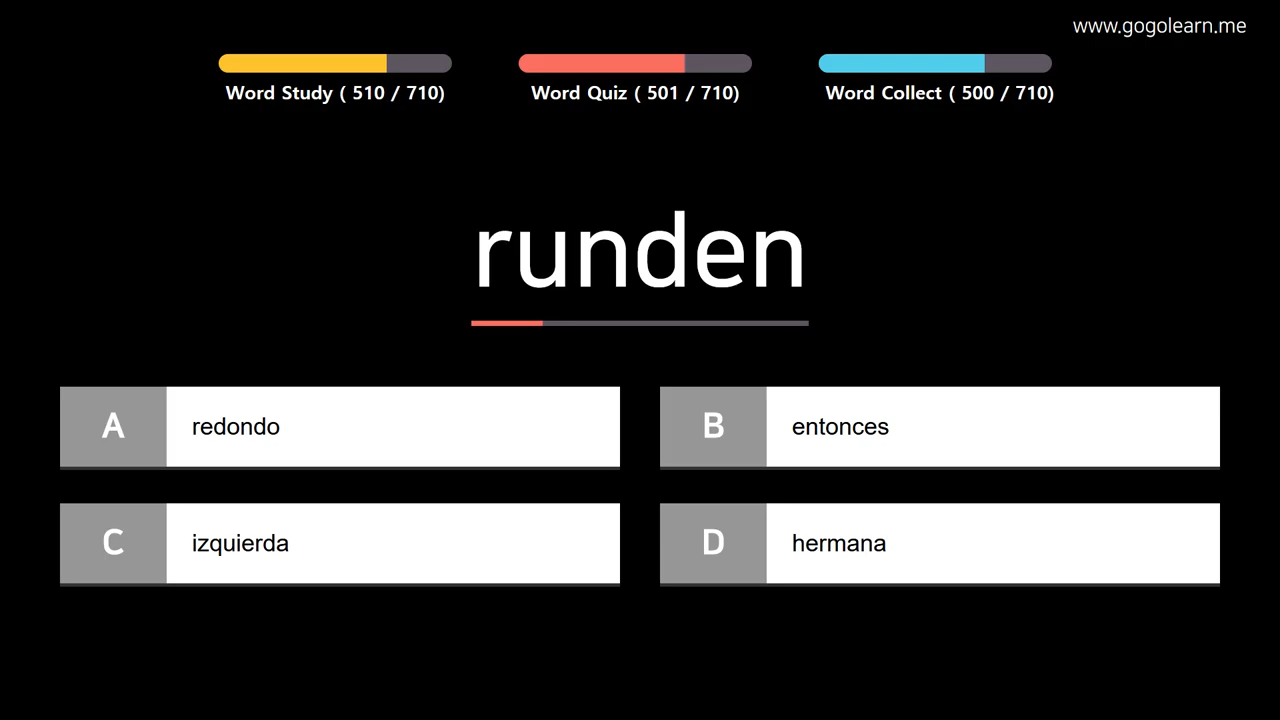 www.gogolearn.me
Word Study ( 510 / 710)
Word Quiz ( 501 / 710)
Word Collect ( 500 / 710)
runden
A redondo
B entonces
C izquierda
D hermana